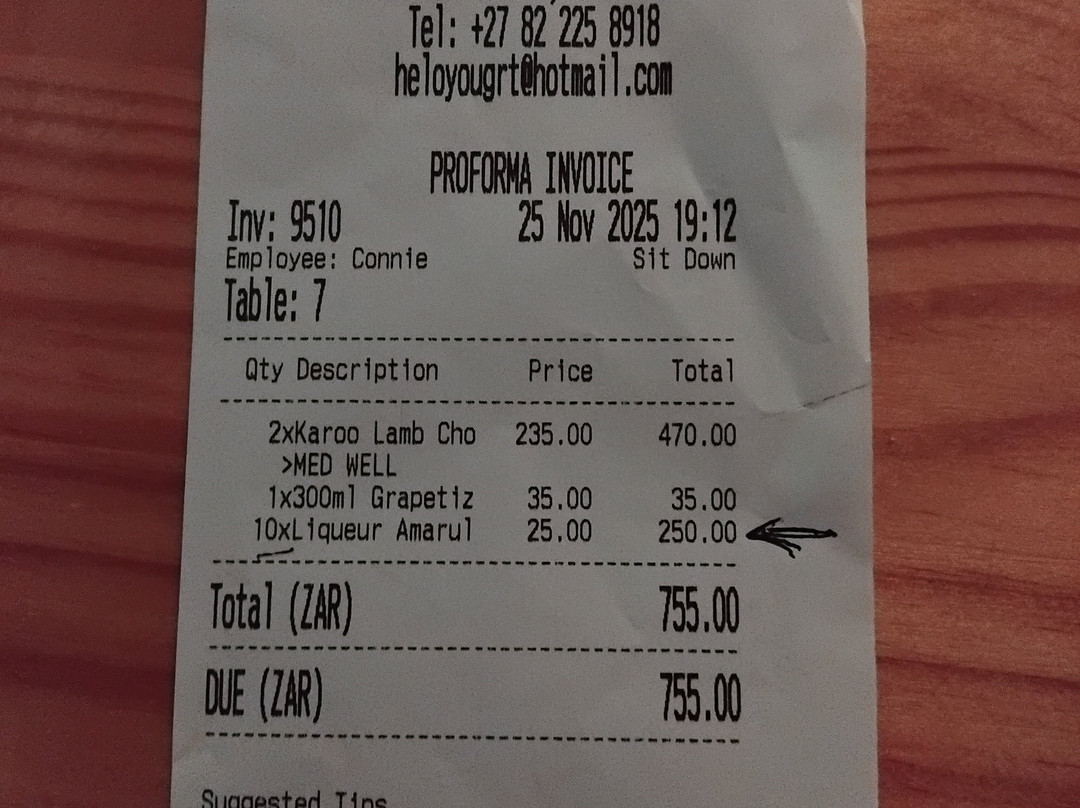 Tel: +27 82 225 8918
heloyougrt@hotmail.com
PROFORMA INVOICE
Inv: 9510 25 Nov 2025 19:12
Employee: Connie Sit Down
Table: 7
Qty Description Price Total
2xKaroo Lamb Cho 235.00 470.00
>MED WELL
1x300ml Grapetiz 35.00 35.00
10xLiqueur Amarul 25.00 250.00
Total (ZAR) 755.00
DUE (ZAR) 755.00
Suggested Tips